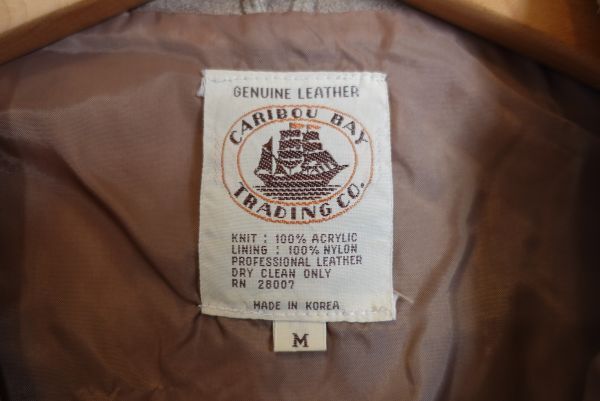 GENUINE LEATHER
CARIBOU BAY
TRADING CO.
KNIT : 100% ACRYLIC
LINING : 100% NYLON
PROFESSIONAL LEATHER
DRY CLEAN ONLY
RN 28007
MADE IN KOREA
M